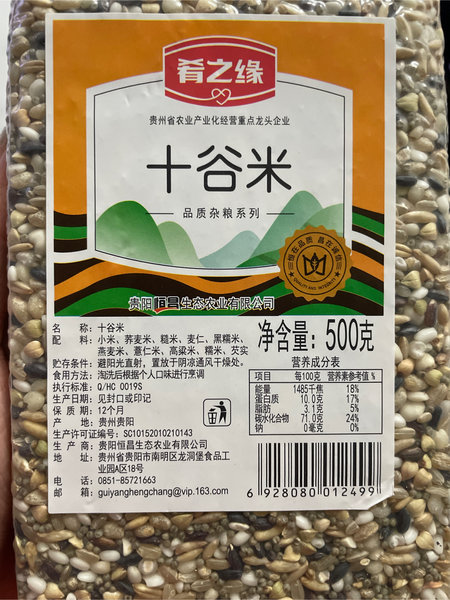 肴之缘
贵州省农业产业化经营重点龙头企业
十谷米
品质杂粮系列
QUALITY AND INTEGRITY
贵阳恒昌生态农业有限公司
名称：十谷米
配料：小米、荞麦米、糙米、麦仁、黑糯米、
燕麦米、薏仁米、高粱米、糯米、芡实
贮存条件：避阳光直射，置放于阴凉通风干燥处。
食用方法：淘洗后根据个人口味进行烹调
执行标准：Q/HC 0019S
生产日期：见封口或印记
保质期：12个月
产地：贵州贵阳
生产许可证编号：SC10152010210143
生产商：贵阳恒昌生态农业有限公司
地址：贵州省贵阳市南明区龙洞堡食品工
业园A区18号
电话：0851-85721663
邮箱：guiyanghengchang@vip.163.com
净含量：500克
营养成分表
项目 每100克 营养素参考值 %
能量 1485千焦 18%
蛋白质 10.0克 17%
脂肪 3.1克 5%
碳水化合物 71.0克 24%
钠 0毫克 0%
6 928080 012499